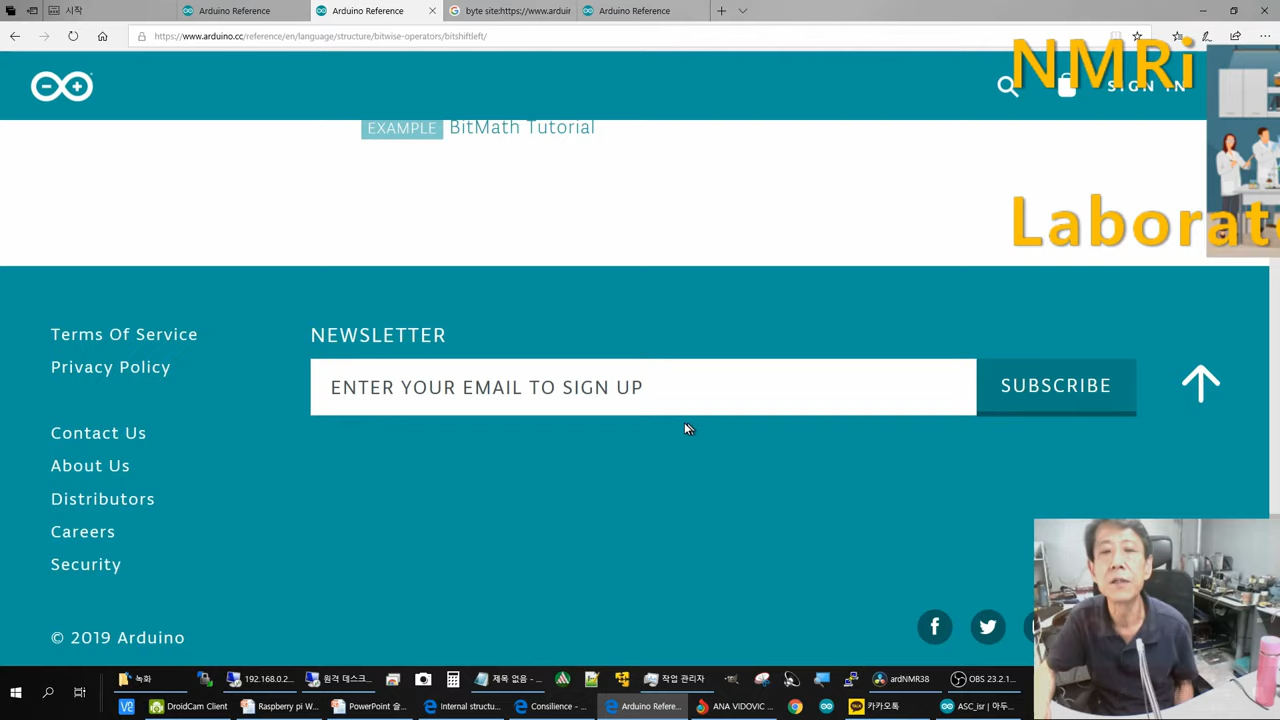 시작
Arduino Reference
Arduino Reference
byte site:https://www.arduin
Arduino Reference
https://www.arduino.cc/reference/en/language/structure/bitwise-operators/bitshiftleft/
NMRi
SIGN IN
EXAMPLE BitMath Tutorial
Laborat
Terms Of Service
Privacy Policy
Contact Us
About Us
Distributors
Careers
Security
© 2019 Arduino
NEWSLETTER
ENTER YOUR EMAIL TO SIGN UP
SUBSCRIBE
녹화
192.168.0.2...
원격 데스크...
제목 없음 - ...
작업 관리자
ardNMR38
OBS 23.2.1...
DroidCam Client
Raspberry pi W...
PowerPoint 슬...
Internal structu...
Consilience - ...
Arduino Refere...
ANA VIDOVIC ...
카카오톡
ASC_isr | 아두...